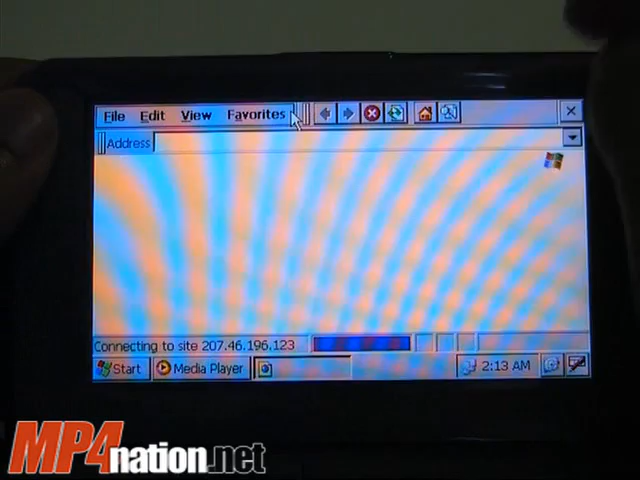 File Edit View Favorites
Address
Connecting to site 207.46.196.123
Start Media Player 2:13 AM
MP4nation.net